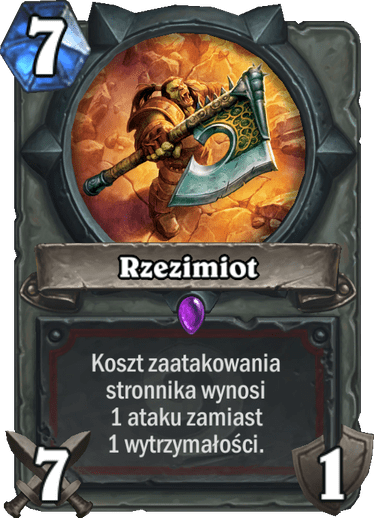 7
Rzezimiot
Koszt zaatakowania
stronnika wynosi
1 ataku zamiast
1 wytrzymałości.
7
1